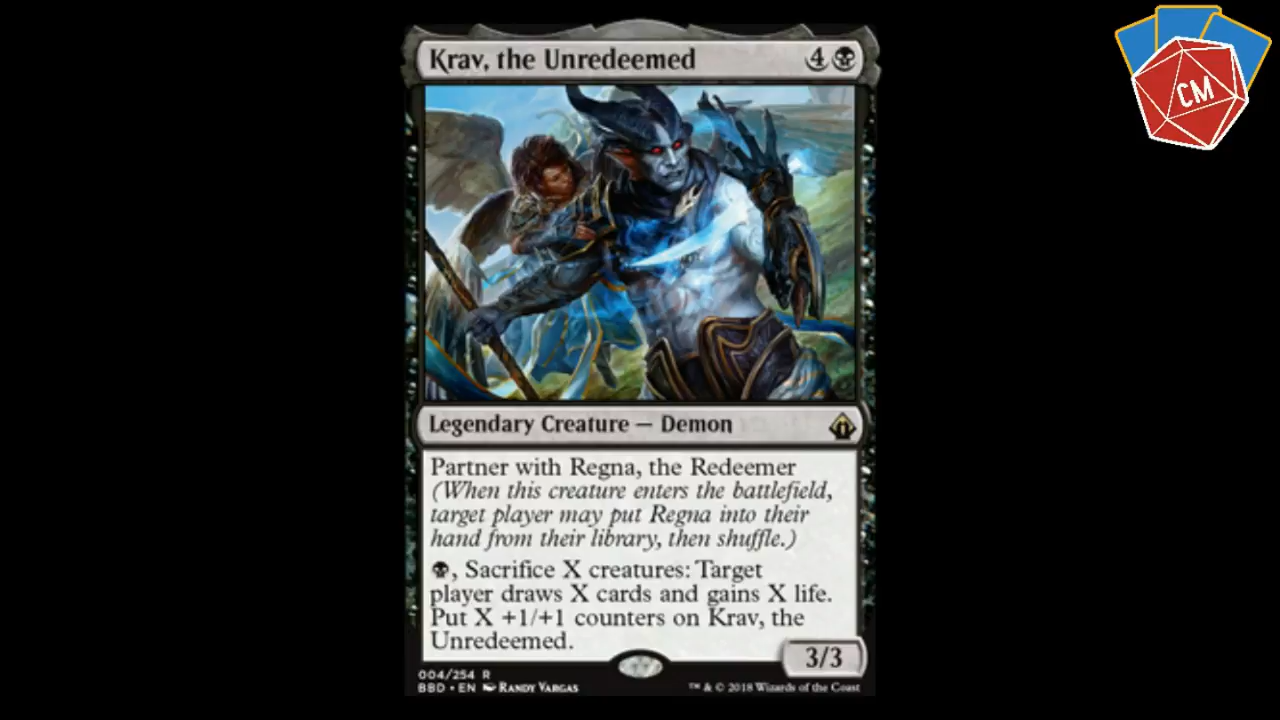 Krav, the Unredeemed 4
CM
Legendary Creature — Demon
Partner with Regna, the Redeemer
(When this creature enters the battlefield,
target player may put Regna into their
hand from their library, then shuffle.)
, Sacrifice X creatures: Target
player draws X cards and gains X life.
Put X +1/+1 counters on Krav, the
Unredeemed.
3/3
004/254 R
BBD • EN RANDY VARGAS
™ & © 2018 Wizards of the Coast